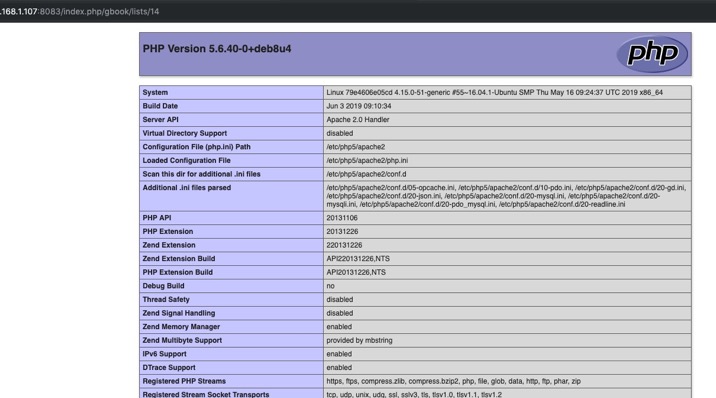 .168.1.107:8083/index.php/gbook/lists/14
PHP Version 5.6.40-0+deb8u4
php
System Linux 79e4606e05cd 4.15.0-51-generic #55~16.04.1-Ubuntu SMP Thu May 16 09:24:37 UTC 2019 x86_64
Build Date Jun 3 2019 09:10:34
Server API Apache 2.0 Handler
Virtual Directory Support disabled
Configuration File (php.ini) Path /etc/php5/apache2
Loaded Configuration File /etc/php5/apache2/php.ini
Scan this dir for additional .ini files /etc/php5/apache2/conf.d
Additional .ini files parsed /etc/php5/apache2/conf.d/05-opcache.ini, /etc/php5/apache2/conf.d/10-pdo.ini, /etc/php5/apache2/conf.d/20-gd.ini,
/etc/php5/apache2/conf.d/20-json.ini, /etc/php5/apache2/conf.d/20-mysql.ini, /etc/php5/apache2/conf.d/20-
mysqli.ini, /etc/php5/apache2/conf.d/20-pdo_mysql.ini, /etc/php5/apache2/conf.d/20-readline.ini
PHP API 20131106
PHP Extension 20131226
Zend Extension 220131226
Zend Extension Build API220131226,NTS
PHP Extension Build API20131226,NTS
Debug Build no
Thread Safety disabled
Zend Signal Handling disabled
Zend Memory Manager enabled
Zend Multibyte Support provided by mbstring
IPv6 Support enabled
DTrace Support enabled
Registered PHP Streams https, ftps, compress.zlib, compress.bzip2, php, file, glob, data, http, ftp, phar, zip
Registered Stream Socket Transports tcp, udp, unix, udg, ssl, sslv3, tls, tlsv1.0, tlsv1.1, tlsv1.2